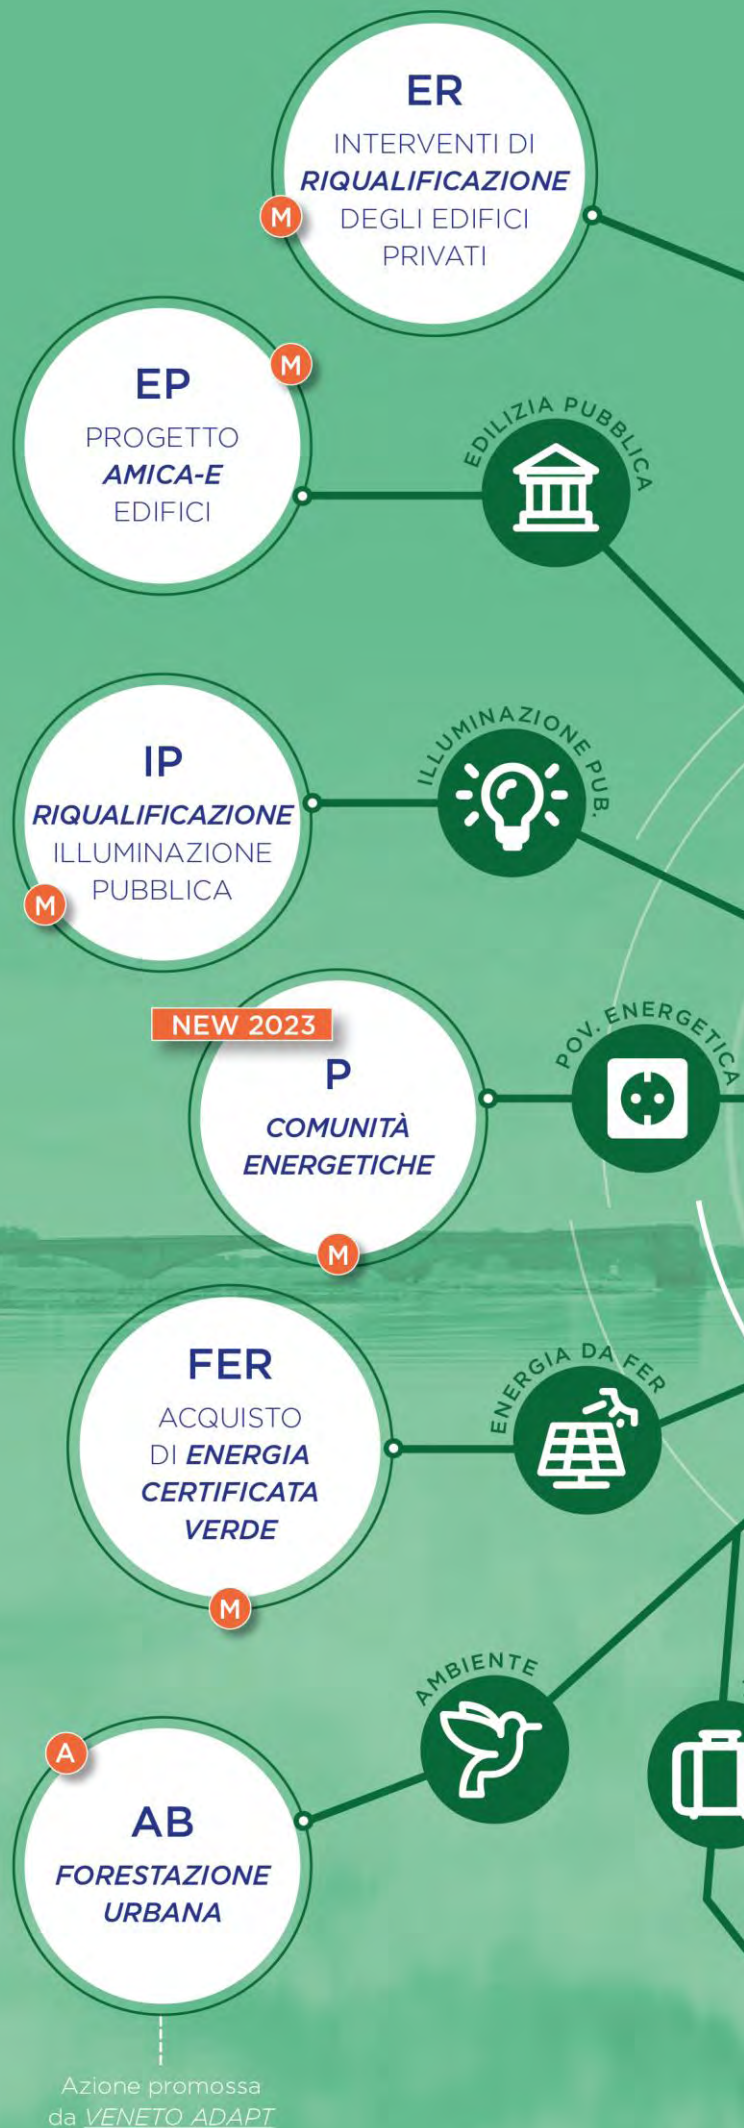 ER
INTERVENTI DI
RIQUALIFICAZIONE
DEGLI EDIFICI
PRIVATI
M
EP
PROGETTO
AMICA-E
EDIFICI
M
EDILIZIA PUBBLICA
IP
RIQUALIFICAZIONE
ILLUMINAZIONE
PUBBLICA
M
ILLUMINAZIONE PUB.
NEW 2023
P
COMUNITÀ
ENERGETICHE
M
POV. ENERGETICA
FER
ACQUISTO
DI ENERGIA
CERTIFICATA
VERDE
M
ENERGIA DA FER
AMBIENTE
A
AB
FORESTAZIONE
URBANA
Azione promossa
da VENETO ADAPT